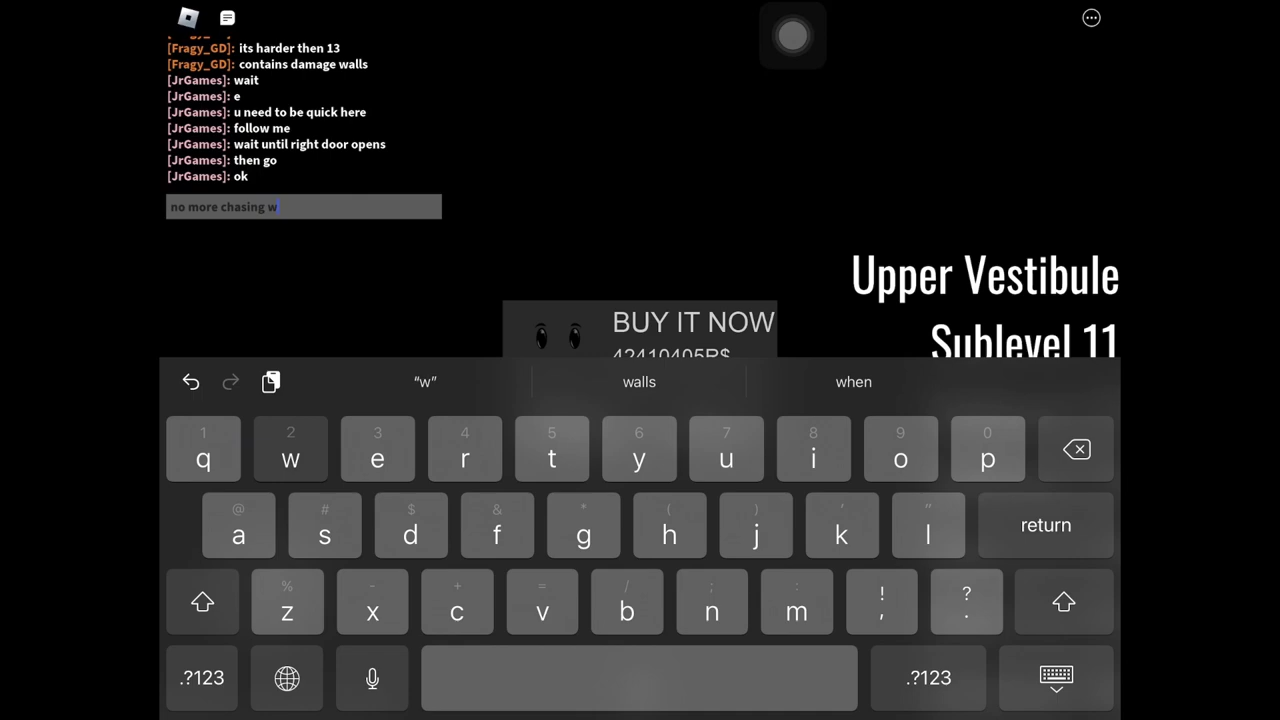 [Fragy_GD]: its harder then 13
[Fragy_GD]: contains damage walls
[JrGames]: wait
[JrGames]: e
[JrGames]: u need to be quick here
[JrGames]: follow me
[JrGames]: wait until right door opens
[JrGames]: then go
[JrGames]: ok
no more chasing w
Upper Vestibule
Sublevel 11
BUY IT NOW
42410405R$
“w” walls when
1 2 3 4 5 6 7 8 9 0
q w e r t y u i o p
@ # $ & * ( ) ' "
a s d f g h j k l return
% - + = / ; : ! ?
z x c v b n m , .
.?123 .?123